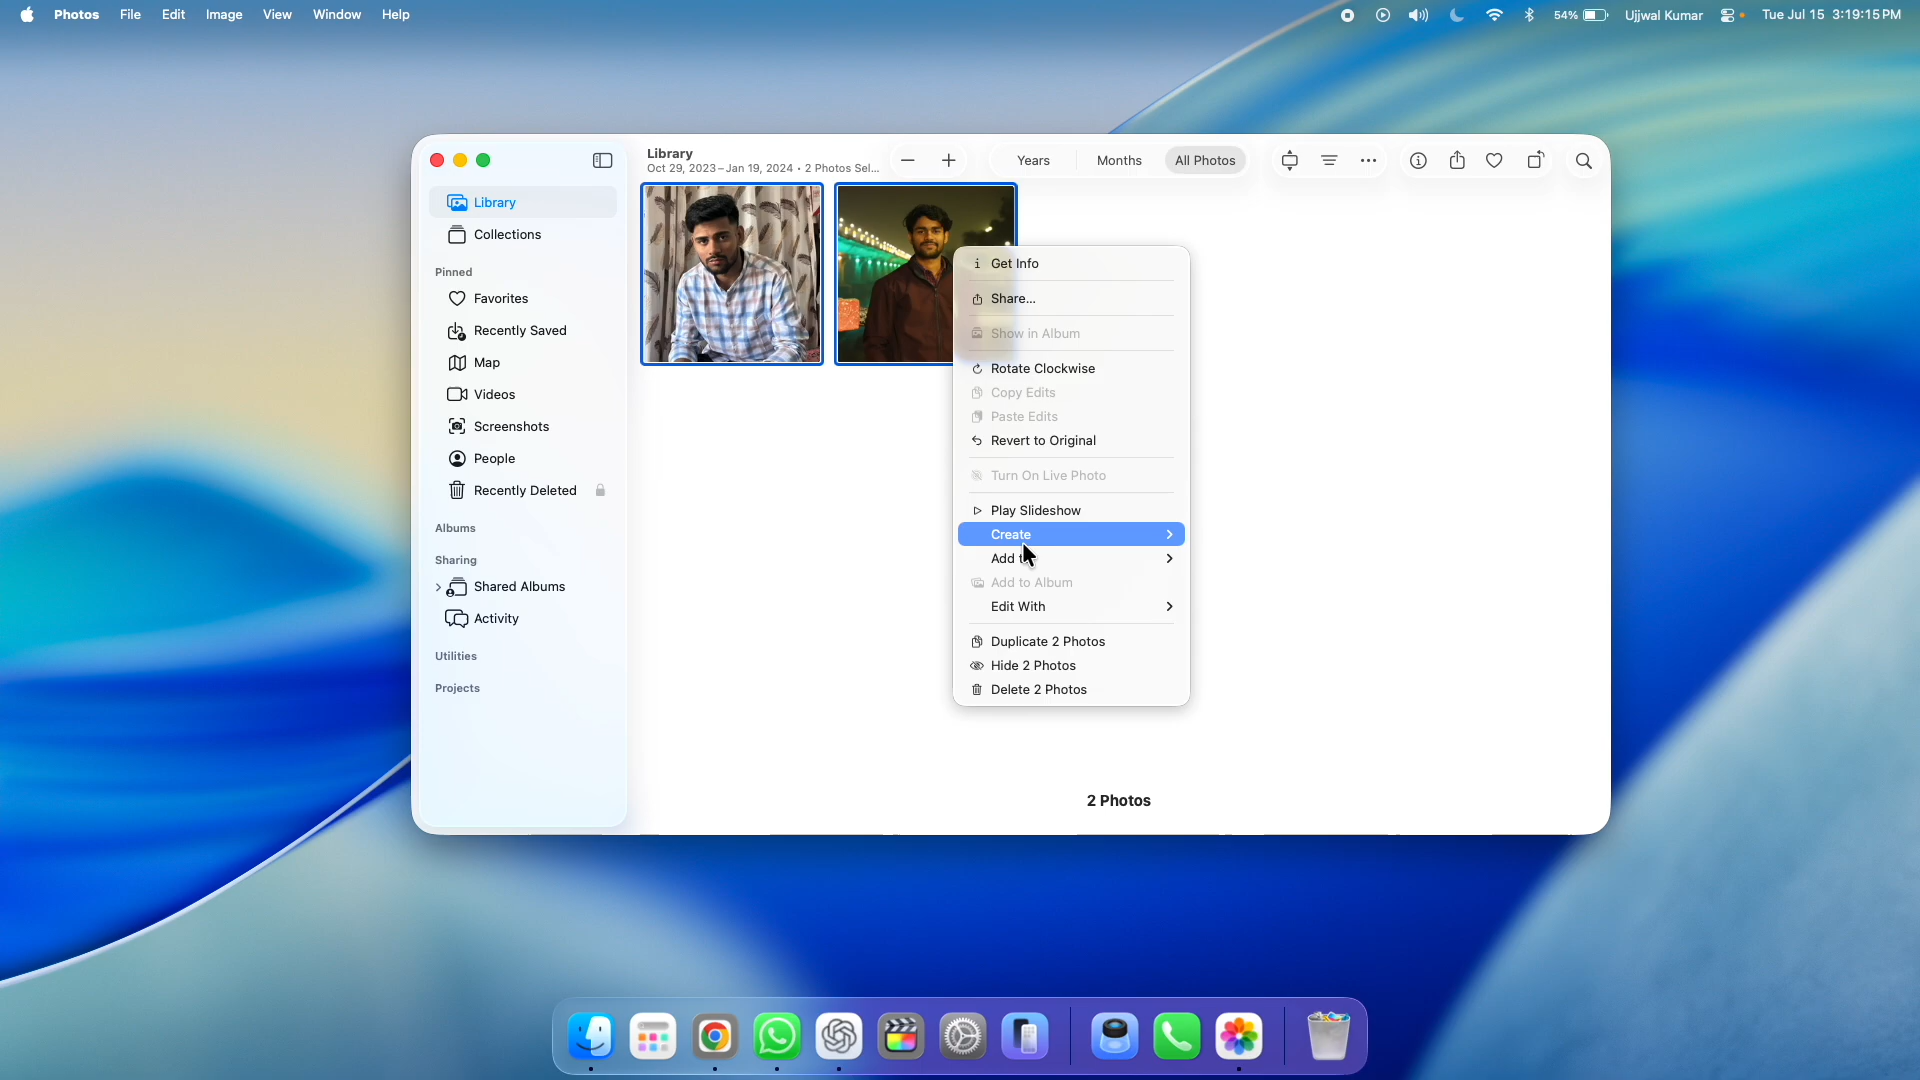 Photos File Edit Image View Window Help
54% Ujjwal Kumar Tue Jul 15 3:19:15 PM
Library
Oct 29, 2023 – Jan 19, 2024 • 2 Photos Sel...
Years Months All Photos
Library
Collections
Pinned
Favorites
Recently Saved
Map
Videos
Screenshots
People
Recently Deleted
Albums
Sharing
Shared Albums
Activity
Utilities
Projects
Get Info
Share...
Show in Album
Rotate Clockwise
Copy Edits
Paste Edits
Revert to Original
Turn On Live Photo
Play Slideshow
Create
Add
Add to Album
Edit With
Duplicate 2 Photos
Hide 2 Photos
Delete 2 Photos
2 Photos